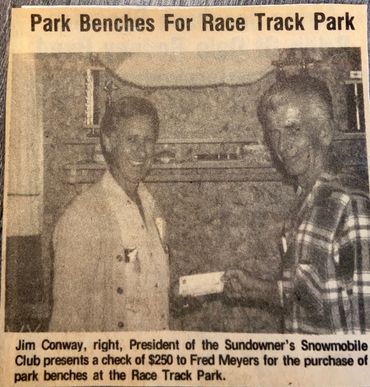 Park Benches For Race Track Park
Jim Conway, right, President of the Sundowner's Snowmobile
Club presents a check of $250 to Fred Meyers for the purchase of
park benches at the Race Track Park.